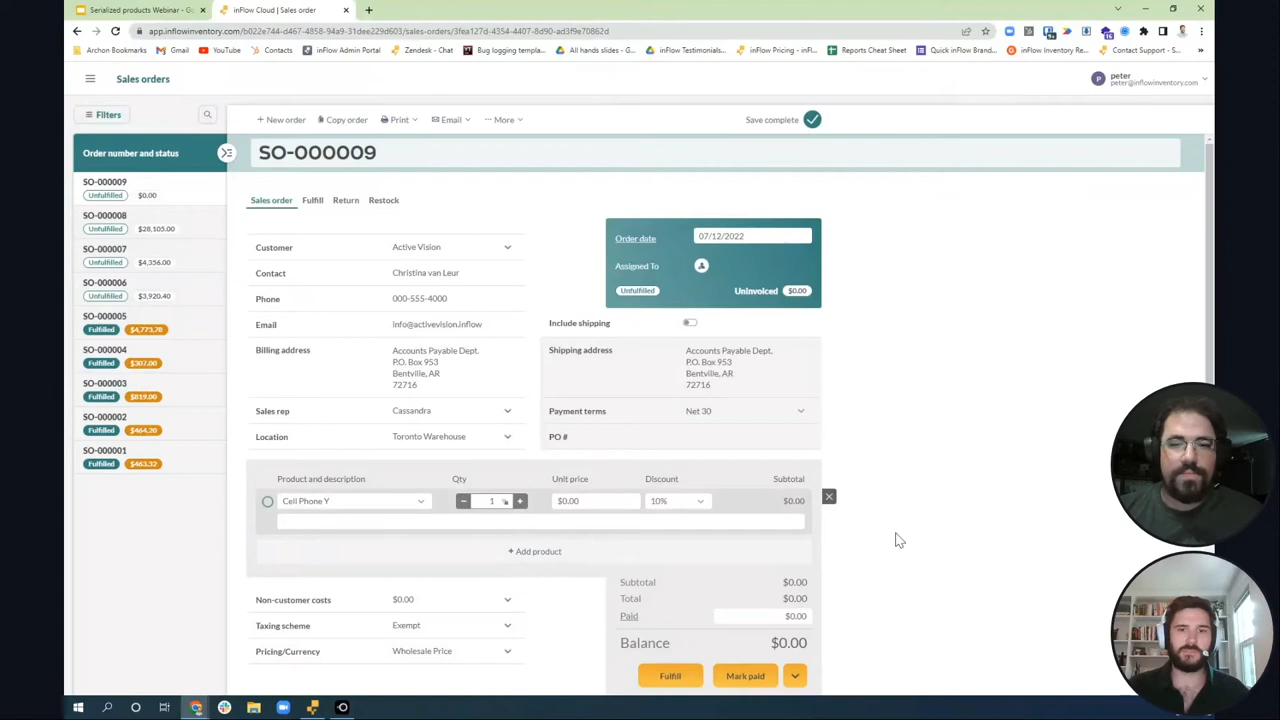 Serialized products Webinar - Go
inFlow Cloud | Sales order
app.inflowinventory.com/b022e744-d467-4858-94a9-31dee229d603/sales-orders/3fea127d-4354-4407-8d90-ad3f9e70862d
Archon Bookmarks
Gmail
YouTube
Contacts
inFlow Admin Portal
Zendesk - Chat
Bug logging templa...
All hands slides - G...
inFlow Testimonials...
inFlow Pricing - inFl...
Reports Cheat Sheet
Quick inFlow Brand...
inFlow Inventory Re...
Contact Support - S...
Sales orders
P
peter
peter@inflowinventory.com
Filters
+ New order
Copy order
Print
Email
More
Save complete
Order number and status
SO-000009
SO-000009
Unfulfilled $0.00
SO-000008
Unfulfilled $28,105.00
SO-000007
Unfulfilled $4,356.00
SO-000006
Unfulfilled $3,920.40
SO-000005
Fulfilled $4,773.78
SO-000004
Fulfilled $307.00
SO-000003
Fulfilled $819.00
SO-000002
Fulfilled $464.20
SO-000001
Fulfilled $463.32
Sales order Fulfill Return Restock
Customer Active Vision
Contact Christina van Leur
Phone 000-555-4000
Email info@activevision.inflow
Billing address Accounts Payable Dept.
P.O. Box 953
Bentville, AR
72716
Sales rep Cassandra
Location Toronto Warehouse
Order date 07/12/2022
Assigned To
Unfulfilled Uninvoiced $0.00
Include shipping
Shipping address Accounts Payable Dept.
P.O. Box 953
Bentville, AR
72716
Payment terms Net 30
PO #
Product and description Qty Unit price Discount Subtotal
Cell Phone Y 1 $0.00 10% $0.00
+ Add product
Non-customer costs $0.00
Taxing scheme Exempt
Pricing/Currency Wholesale Price
Subtotal $0.00
Total $0.00
Paid $0.00
Balance $0.00
Fulfill
Mark paid